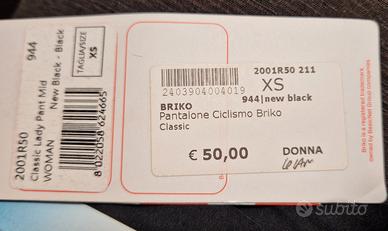 944
TAGLIA/SIZE
XS
New Black - Black
Classic Lady Pant Mid
WOMAN
2001R50
8 022058 624665
2001R50 211
XS
2403904004019
944|new black
BRIKO
Pantalone Ciclismo Briko
Classic
€ 50,00
DONNA
Briko is a registered trademark
owned by BasicNet Group companies.
subito